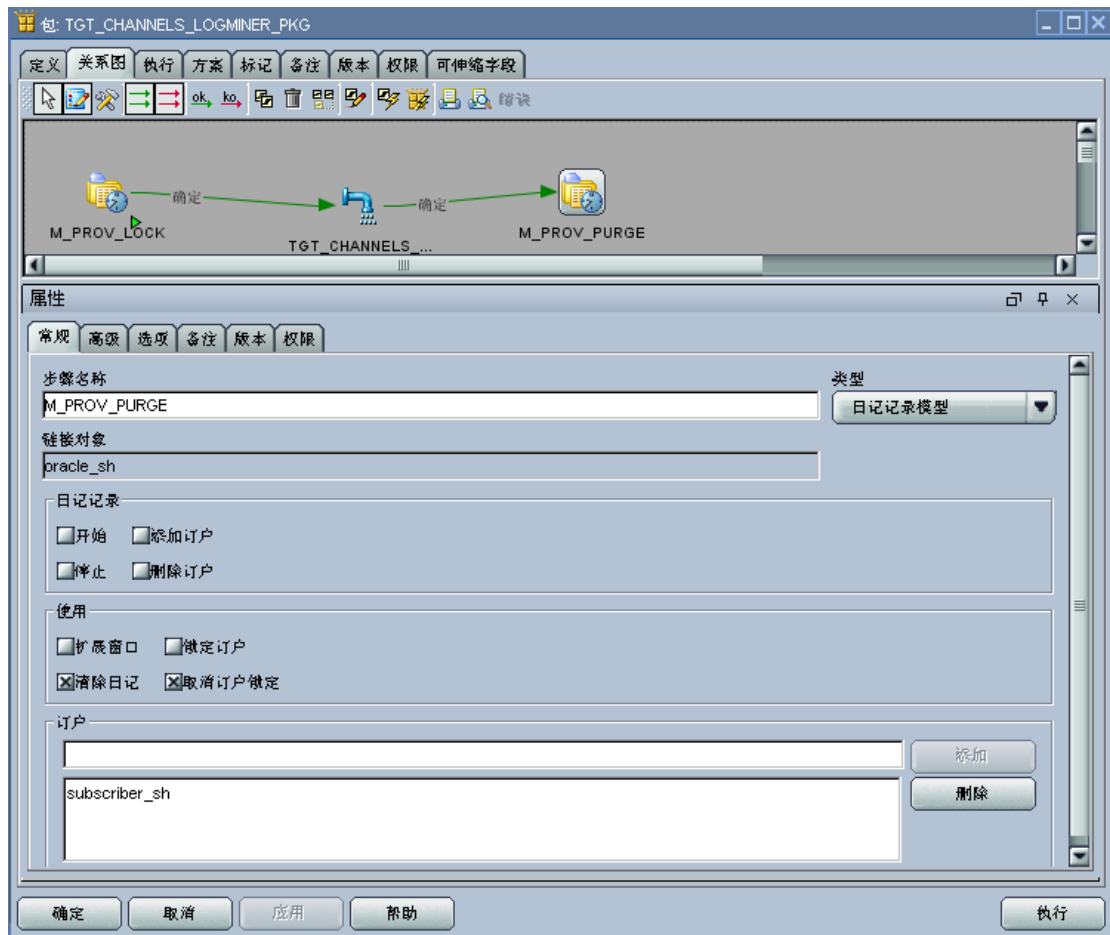 包: TGT_CHANNELS_LOGMINER_PKG
定义 关系图 执行 方案 标记 备注 版本 权限 可伸缩字段
ok ko 错误
确定 确定
M_PROV_LOCK TGT_CHANNELS_... M_PROV_PURGE
属性
常规 高级 选项 备注 版本 权限
步骤名称 类型
M_PROV_PURGE 日记记录模型
链接对象
oracle_sh
日记记录
开始 添加订户
停止 删除订户
使用
扩展窗口 锁定订户
清除日记 取消订户锁定
订户
添加
subscriber_sh 删除
确定 取消 应用 帮助 执行